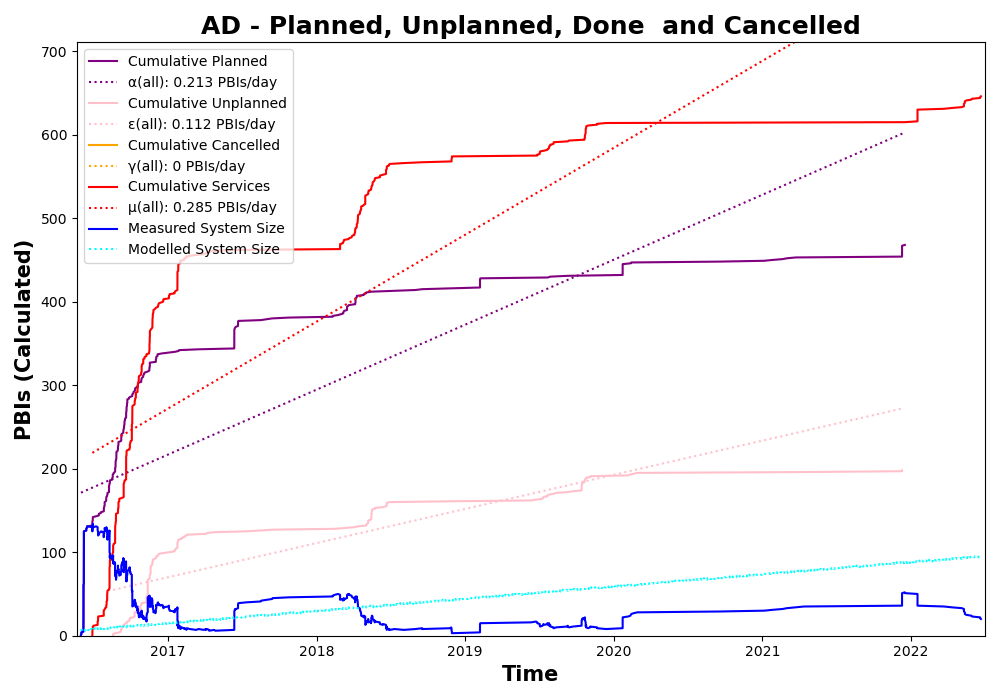 AD - Planned, Unplanned, Done  and Cancelled
PBIs (Calculated)
700
600
500
400
300
200
100
0
Cumulative Planned
α(all): 0.213 PBIs/day
Cumulative Unplanned
ε(all): 0.112 PBIs/day
Cumulative Cancelled
γ(all): 0 PBIs/day
Cumulative Services
μ(all): 0.285 PBIs/day
Measured System Size
Modelled System Size
2017 2018 2019 2020 2021 2022
Time